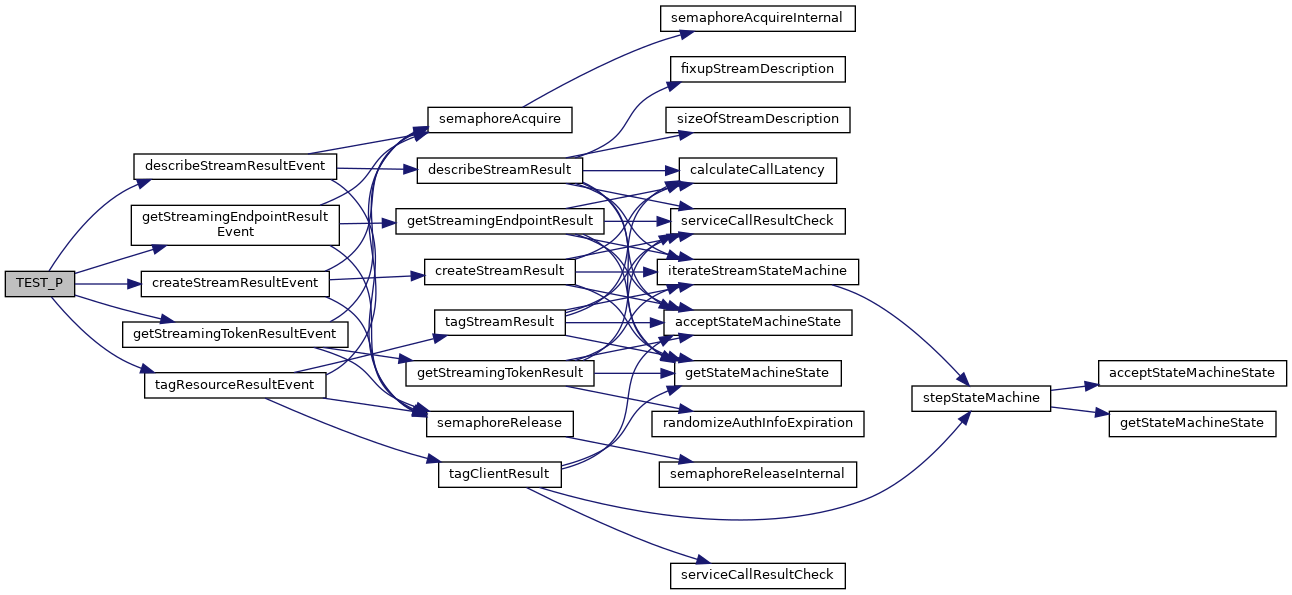 TEST_P
describeStreamResultEvent
getStreamingEndpointResult
Event
createStreamResultEvent
getStreamingTokenResultEvent
tagResourceResultEvent
semaphoreAcquire
describeStreamResult
getStreamingEndpointResult
createStreamResult
tagStreamResult
getStreamingTokenResult
semaphoreRelease
tagClientResult
semaphoreAcquireInternal
fixupStreamDescription
sizeOfStreamDescription
calculateCallLatency
serviceCallResultCheck
iterateStreamStateMachine
acceptStateMachineState
getStateMachineState
randomizeAuthInfoExpiration
semaphoreReleaseInternal
serviceCallResultCheck
stepStateMachine
acceptStateMachineState
getStateMachineState